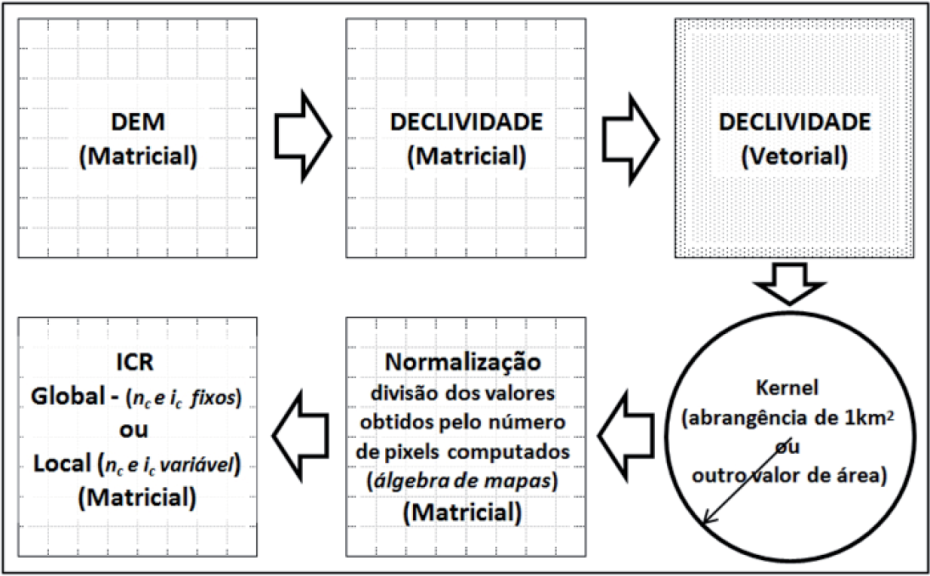 DEM
(Matricial)
DECLIVIDADE
(Matricial)
DECLIVIDADE
(Vetorial)
Kernel
(abrangência de 1km²
ou
outro valor de área)
Normalização
divisão dos valores
obtidos pelo número
de pixels computados
(álgebra de mapas)
(Matricial)
ICR
Global - (nc e ic fixos)
ou
Local (nc e ic variável)
(Matricial)